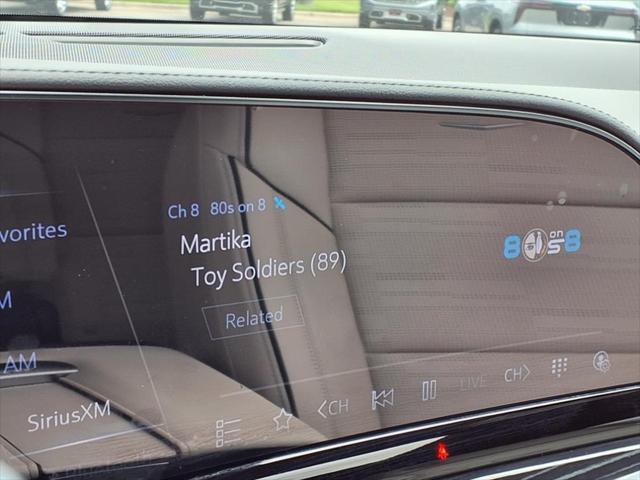 Ch 8 80s on 8
vorites
Martika
Toy Soldiers (89)
8 on 8
M
Related
AM
SiriusXM
<CH
LIVE
CH>